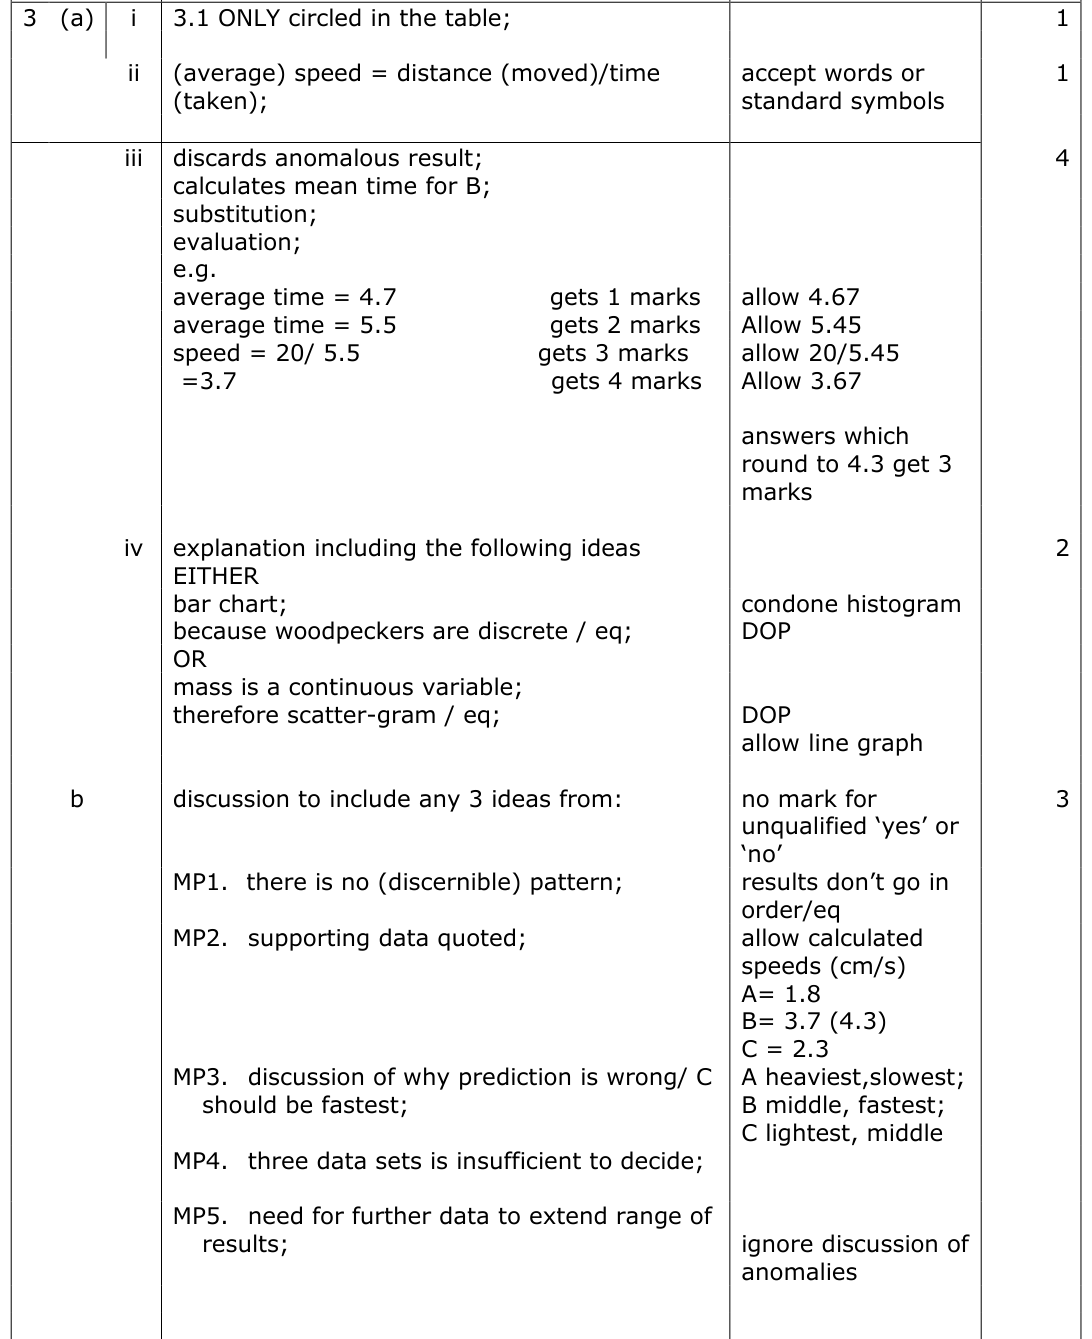 3 (a) i 3.1 ONLY circled in the table; 1
ii (average) speed = distance (moved)/time accept words or 1
(taken); standard symbols
iii discards anomalous result; 4
calculates mean time for B;
substitution;
evaluation;
e.g.
average time = 4.7 gets 1 marks allow 4.67
average time = 5.5 gets 2 marks Allow 5.45
speed = 20/ 5.5 gets 3 marks allow 20/5.45
=3.7 gets 4 marks Allow 3.67
answers which
round to 4.3 get 3
marks
iv explanation including the following ideas 2
EITHER
bar chart; condone histogram
because woodpeckers are discrete / eq; DOP
OR
mass is a continuous variable;
therefore scatter-gram / eq; DOP
allow line graph
b discussion to include any 3 ideas from: no mark for 3
unqualified ‘yes’ or
‘no’
MP1. there is no (discernible) pattern; results don’t go in
order/eq
MP2. supporting data quoted; allow calculated
speeds (cm/s)
A= 1.8
B= 3.7 (4.3)
C = 2.3
MP3. discussion of why prediction is wrong/ C A heaviest,slowest;
should be fastest; B middle, fastest;
C lightest, middle
MP4. three data sets is insufficient to decide;
MP5. need for further data to extend range of
results; ignore discussion of
anomalies